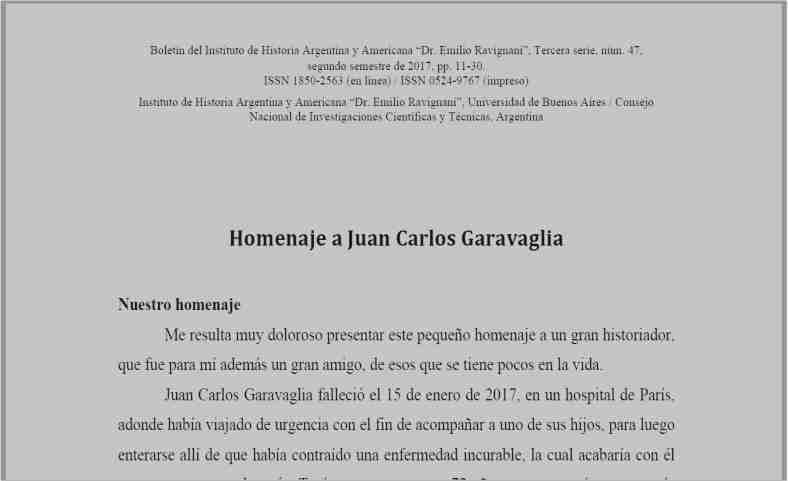 Boletín del Instituto de Historia Argentina y Americana “Dr. Emilio Ravignani”, Tercera serie, núm. 47,
segundo semestre de 2017, pp. 11-30.
ISSN 1850-2563 (en línea) / ISSN 0524-9767 (impreso)
Instituto de Historia Argentina y Americana “Dr. Emilio Ravignani”, Universidad de Buenos Aires / Consejo
Nacional de Investigaciones Científicas y Técnicas, Argentina
Homenaje a Juan Carlos Garavaglia
Nuestro homenaje
Me resulta muy doloroso presentar este pequeño homenaje a un gran historiador,
que fue para mí además un gran amigo, de esos que se tiene pocos en la vida.
Juan Carlos Garavaglia falleció el 15 de enero de 2017, en un hospital de París,
adonde había viajado de urgencia con el fin de acompañar a uno de sus hijos, para luego
enterarse allí de que había contraído una enfermedad incurable, la cual acabaría con él